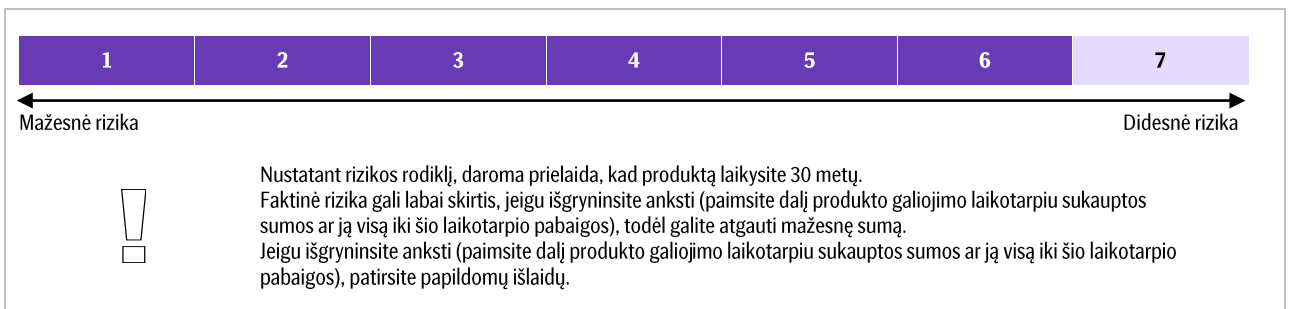 1 2 3 4 5 6 7
Mažesnė rizika Didesnė rizika
Nustatant rizikos rodiklį, daroma prielaida, kad produktą laikysite 30 metų.
Faktinė rizika gali labai skirtis, jeigu išgryninsite anksti (paimsite dalį produkto galiojimo laikotarpiu sukauptos
sumos ar ją visą iki šio laikotarpio pabaigos), todėl galite atgauti mažesnę sumą.
Jeigu išgryninsite anksti (paimsite dalį produkto galiojimo laikotarpiu sukauptos sumos ar ją visą iki šio laikotarpio
pabaigos), patirsite papildomų išlaidų.